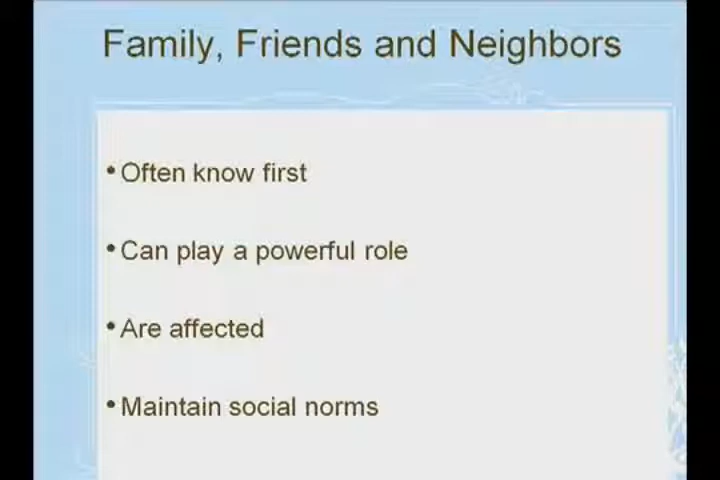 Family, Friends and Neighbors
• Often know first
• Can play a powerful role
• Are affected
• Maintain social norms